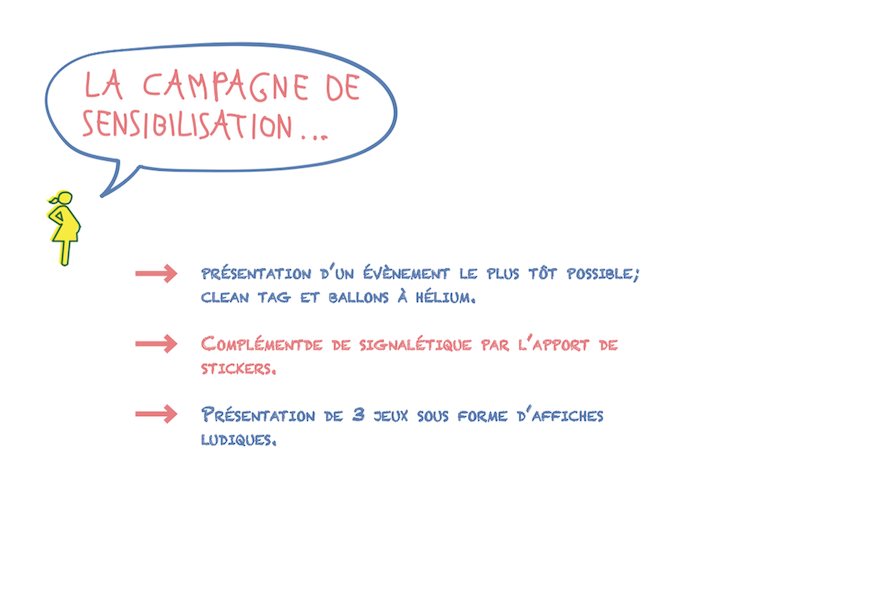 LA CAMPAGNE DE
SENSIBILISATION...
PRÉSENTATION D'UN ÉVÈNEMENT LE PLUS TÔT POSSIBLE;
CLEAN TAG ET BALLONS À HÉLIUM.
COMPLÉMENTDE DE SIGNALÉTIQUE PAR L'APPORT DE
STICKERS.
PRÉSENTATION DE 3 JEUX SOUS FORME D'AFFICHES
LUDIQUES.